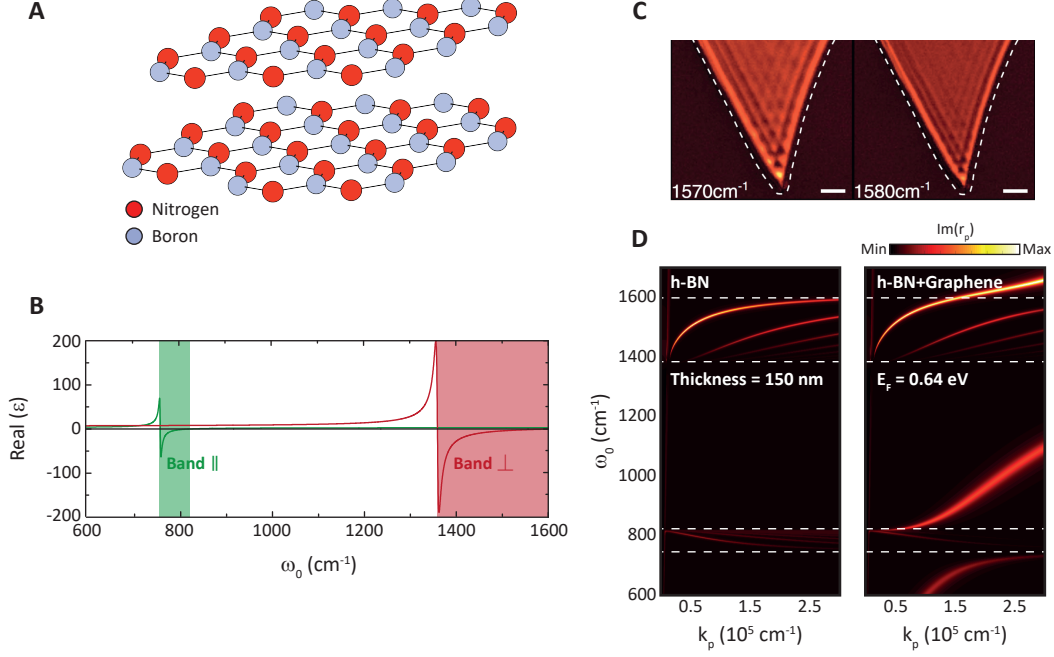 A
Nitrogen
Boron
B
200
100
0
-100
-200
Real (ε)
Band ||
Band ⊥
600
800
1000
1200
1400
1600
ω₀ (cm⁻¹)
C
1570cm⁻¹
1580cm⁻¹
D
Im(rₚ)
Min
Max
h-BN
h-BN+Graphene
Thickness = 150 nm
E_F = 0.64 eV
1600
1400
1200
1000
800
600
ω₀ (cm⁻¹)
0.5
1.5
2.5
0.5
1.5
2.5
kₚ (10⁵ cm⁻¹)
kₚ (10⁵ cm⁻¹)